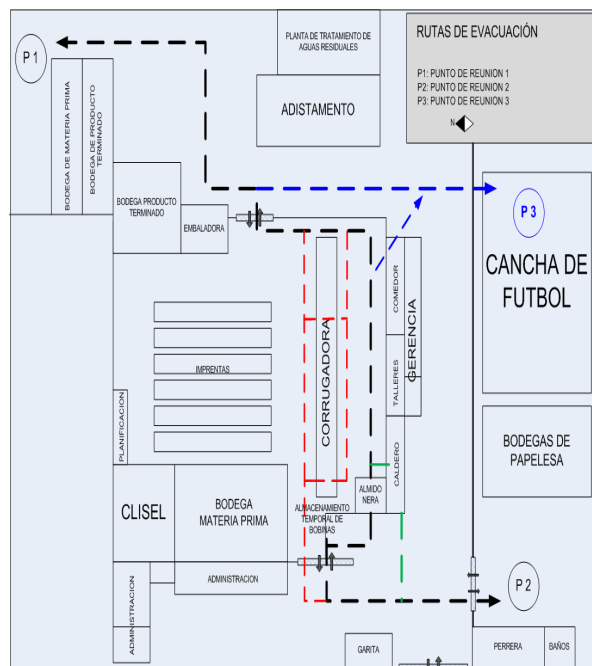 P 1
PLANTA DE TRATAMIENTO DE
AGUAS RESIDUALES
ADISTAMENTO
RUTAS DE EVACUACIÓN
P1: PUNTO DE REUNION 1
P2: PUNTO DE REUNION 2
P3: PUNTO DE REUNION 3
N
BODEGA DE MATERIA PRIMA
BODEGA DE PRODUCTO
TERMINADO
BODEGA PRODUCTO
TERMINADO
EMBALADORA
P 3
CANCHA DE
FUTBOL
COMEDOR
GERENCIA
CORRUGADORA
IMPRENTAS
TALLERES
PLANIFICACION
BODEGAS DE
PAPELESA
CALDERO
CLISEL
BODEGA
MATERIA PRIMA
ALMIDO
NERA
ALMACENAMIENTO
TEMPORAL DE
BOBINAS
ADMINISTRACION
ADMINISTRACION
P 2
GARITA
PERRERA
BAÑOS